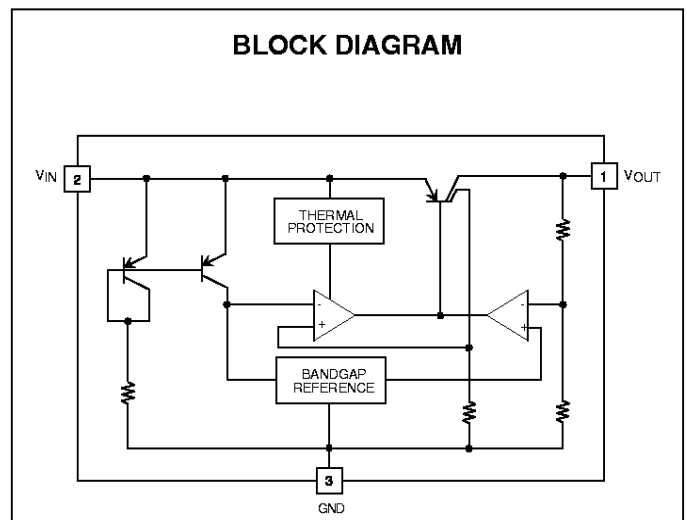 BLOCK DIAGRAM
VIN 2
1 VOUT
THERMAL
PROTECTION
-
+
-
+
BANDGAP
REFERENCE
3
GND